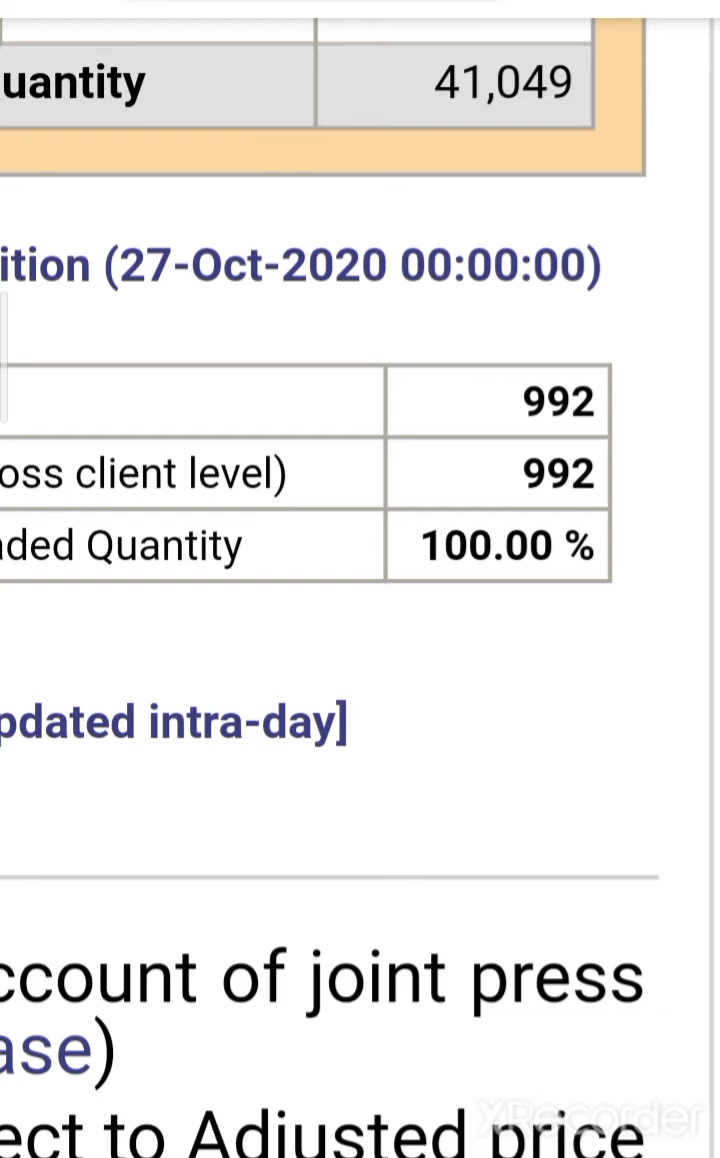 uantity 41,049
ition (27-Oct-2020 00:00:00)
992
oss client level) 992
ded Quantity 100.00 %
pdated intra-day]
ccount of joint press
ase)
ect to Adjusted price
XRecorder